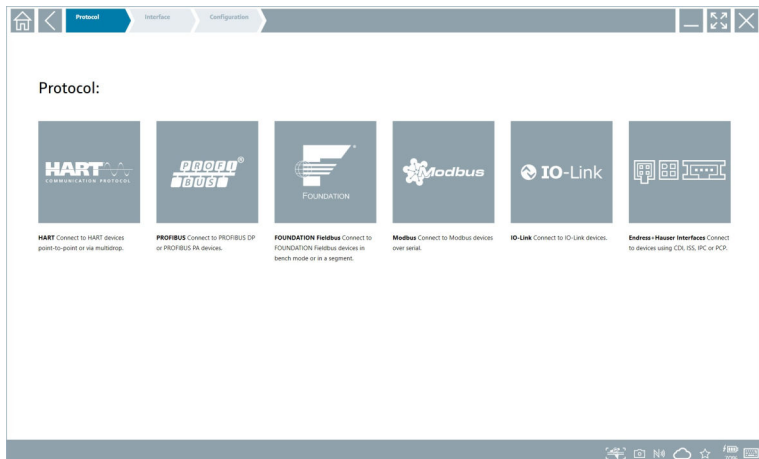 Protocol
Interface
Configuration
Protocol:
HART
COMMUNICATION PROTOCOL
PROFI
BUS
FOUNDATION
Modbus
IO-Link
HART Connect to HART devices
point-to-point or via multidrop.
PROFIBUS Connect to PROFIBUS DP
or PROFIBUS PA devices.
FOUNDATION Fieldbus Connect to
FOUNDATION Fieldbus devices in
bench mode or in a segment.
Modbus Connect to Modbus devices
over serial.
IO-Link Connect to IO-Link devices.
Endress+Hauser Interfaces Connect
to devices using CDI, ISS, IPC or PCP.